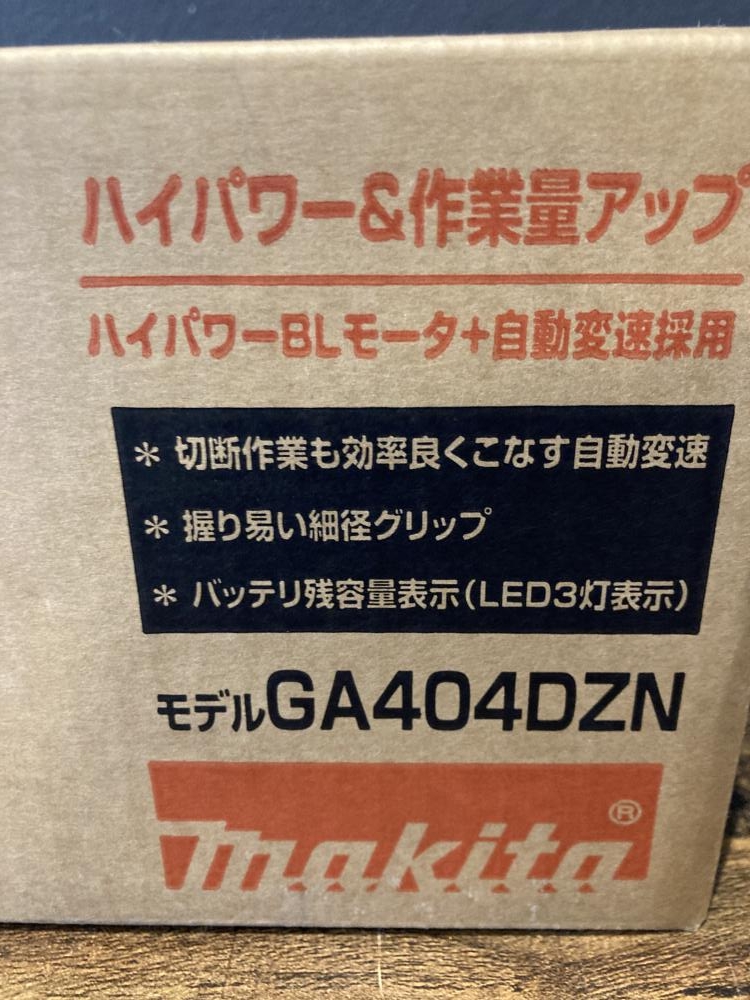 ハイパワー&作業量アップ
ハイパワーBLモータ+自動変速採用
* 切断作業も効率良くこなす自動変速
* 握り易い細径グリップ
* バッテリ残容量表示(LED3灯表示)
モデルGA404DZN
makita®